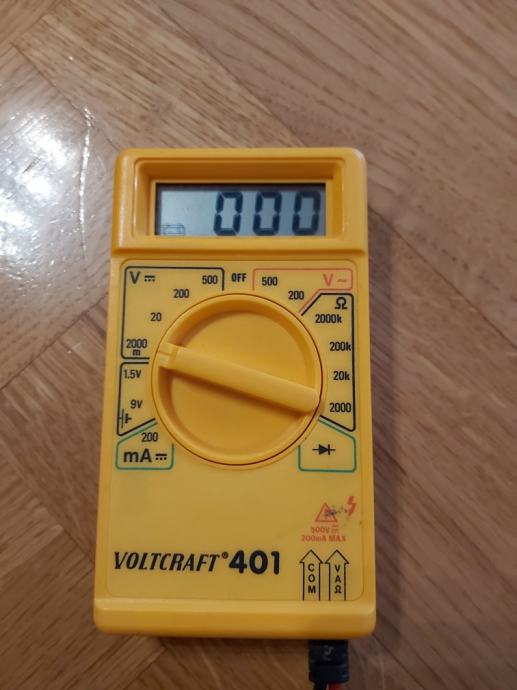 000
V ⎓ 500 OFF 500 V ~
200 200 Ω
20 2000k
2000 m 200k
1.5V 20k
9V 2000
200
mA ⎓
500V ⎓
200mA MAX
VOLTCRAFT® 401
COM VAΩ